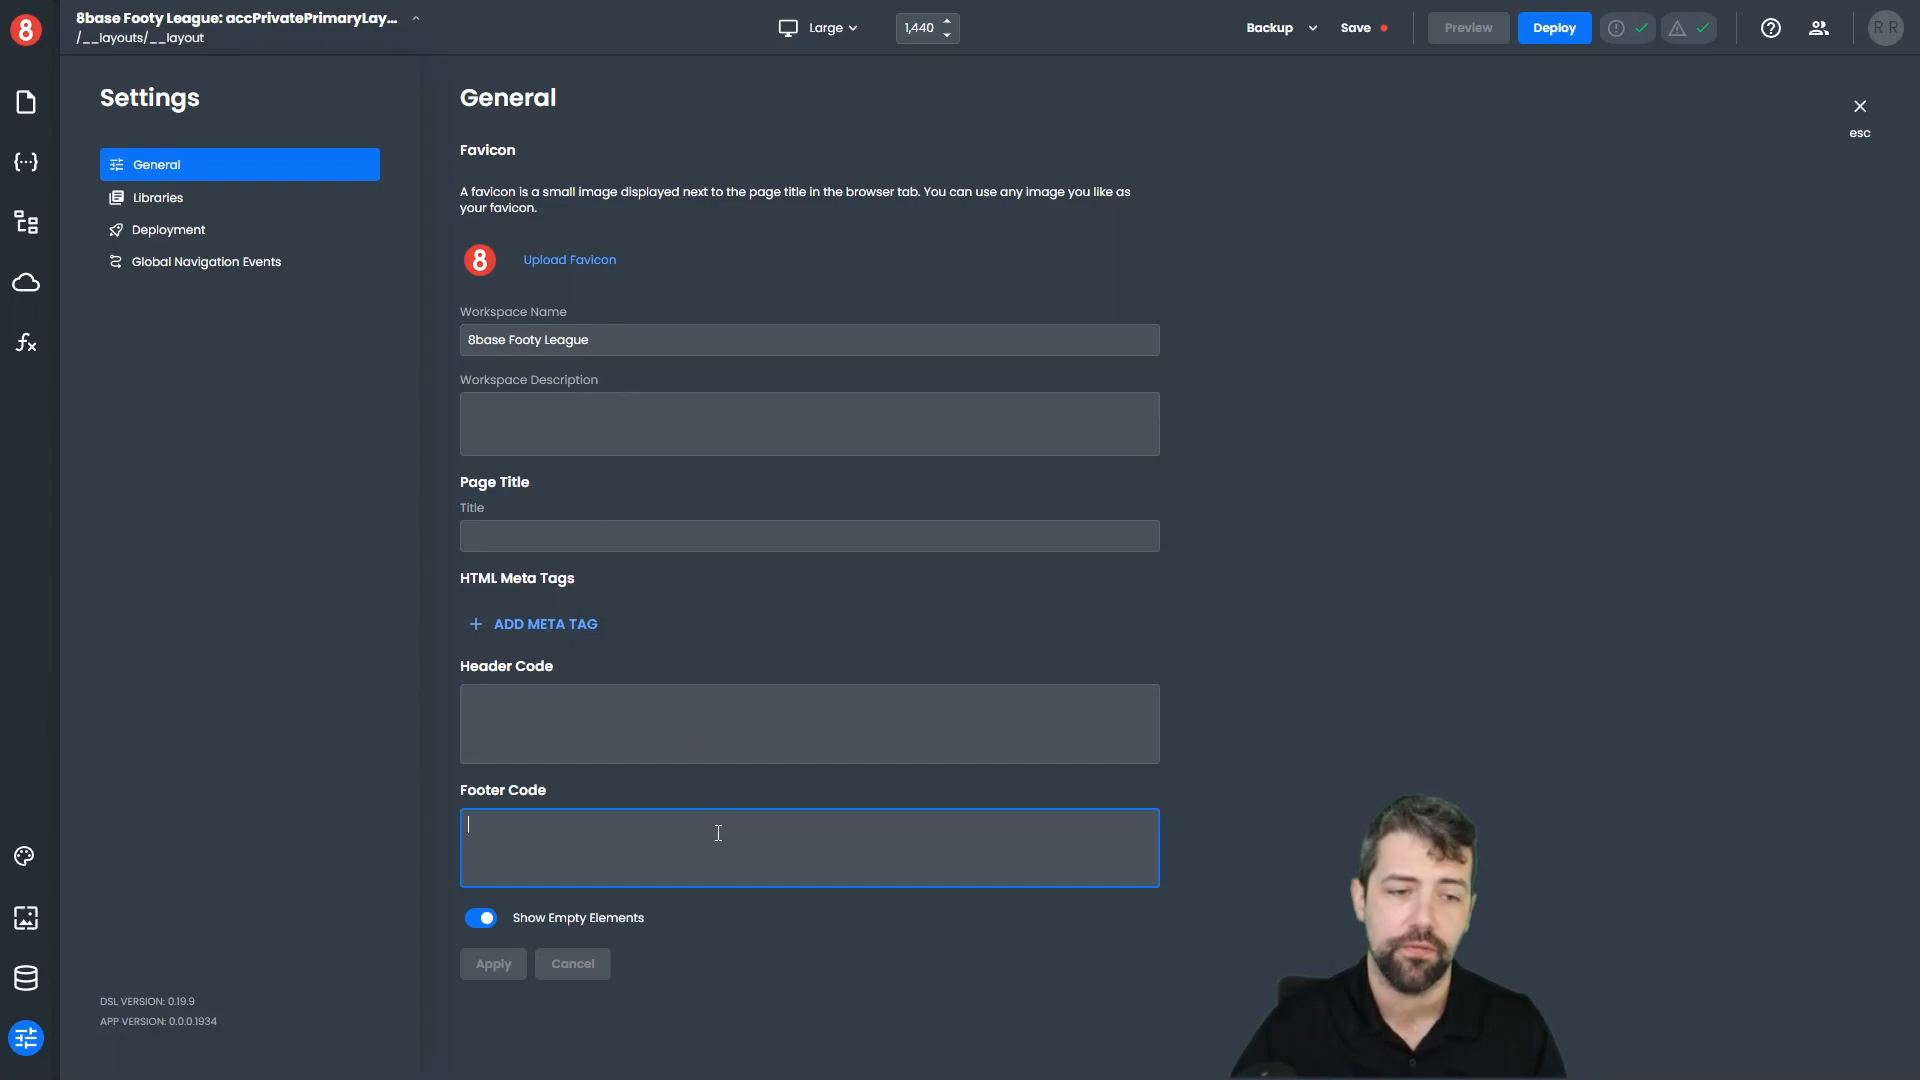 8
8base Footy League: accPrivatePrimaryLay...
/__layouts/__layout
Large
1,440
Backup
Save
Preview
Deploy
R R
Settings
General
Libraries
Deployment
Global Navigation Events
DSL VERSION: 0.19.9
APP VERSION: 0.0.0.1934
General
esc
Favicon
A favicon is a small image displayed next to the page title in the browser tab. You can use any image you like as
your favicon.
8
Upload Favicon
Workspace Name
8base Footy League
Workspace Description
Page Title
Title
HTML Meta Tags
ADD META TAG
Header Code
Footer Code
Show Empty Elements
Apply
Cancel